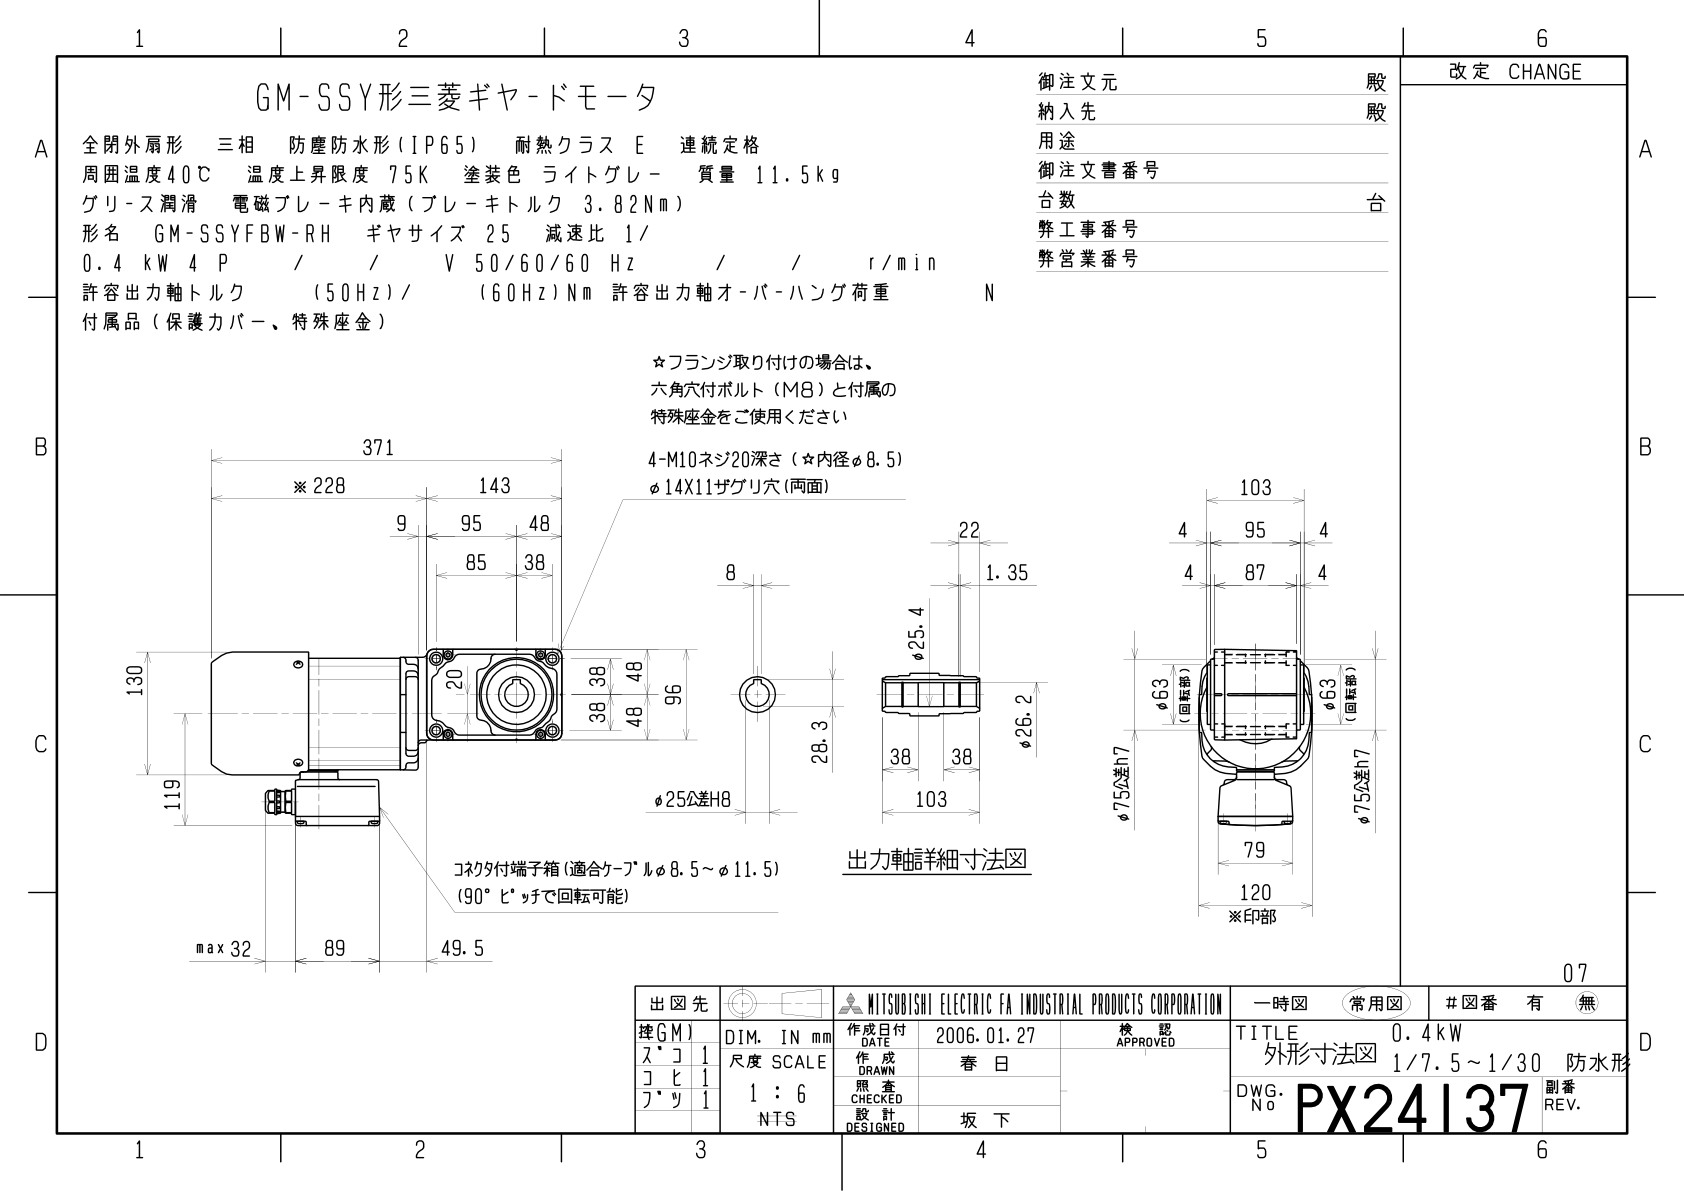 1 2 3 4 5 6
改定 CHANGE
GM-SSY形三菱ギヤ-ドモータ
全閉外扇形 三相 防塵防水形(IP65) 耐熱クラス E 連続定格
周囲温度40℃ 温度上昇限度 75K 塗装色 ライトグレー 質量 11.5kg
グリ-ス潤滑 電磁ブレーキ内蔵(ブレーキトルク 3.82Nm)
形名 GM-SSYFBW-RH ギヤサイズ 25 減速比 1/
0.4 kW 4 P / / V 50/60/60 Hz / / r/min
許容出力軸トルク (50Hz)/ (60Hz)Nm 許容出力軸オ-バ-ハング荷重 N
付属品(保護カバー、特殊座金)
御注文元 殿
納入先 殿
用途
御注文書番号
台数 台
弊工事番号
弊営業番号
A A
B B
C C
D D
☆フランジ取り付けの場合は、
六角穴付ボルト(M8)と付属の
特殊座金をご使用ください
4-M10ネジ20深さ(☆内径φ8.5)
φ14X11ザグリ穴(両面)
371
※228 143
9 95 48
85 38
130
119
20
38 48
38 48
96
コネクタ付端子箱(適合ケーブルφ8.5~φ11.5)
(90°ピッチで回転可能)
max 32 89 49.5
8
28.3
φ25公差H8
22
1.35
φ25.4
φ26.2
38 38
103
出力軸詳細寸法図
103
4 95 4
4 87 4
φ63
(回転部)
φ63
(回転部)
φ75公差h7
φ75公差h7
79
120
※印部
07
出図先
MITSUBISHI ELECTRIC FA INDUSTRIAL PRODUCTS CORPORATION
一時図 常用図 #図番 有 無
GM)
ズコ 1
コヒ 1
ブツ 1
DIM. IN mm
尺度 SCALE
1 : 6
NTS
作成日付
DATE
2006.01.27
検 認
APPROVED
作 成
DRAWN
春 日
照 査
CHECKED
設 計
DESIGNED
坂 下
TITLE 0.4kW
外形寸法図 1/7.5~1/30 防水形
DWG.
No
PX24137
副番
REV.
1 2 3 4 5 6